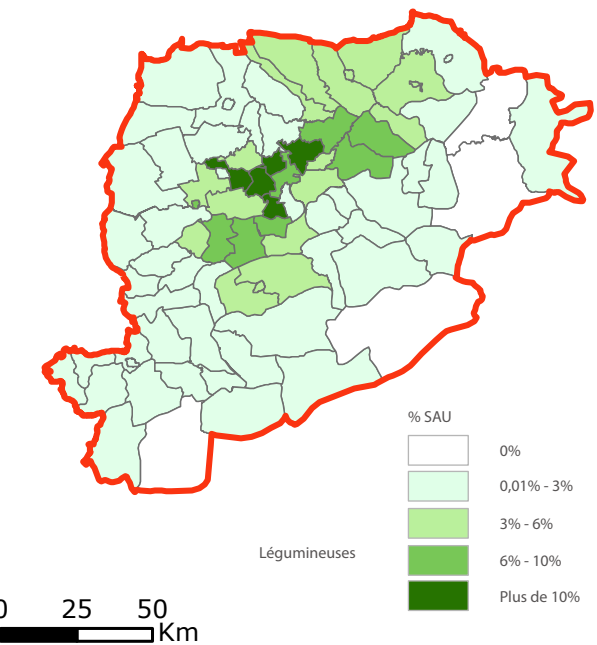 % SAU
0%
0,01% - 3%
3% - 6%
Légumineuses
6% - 10%
Plus de 10%
0 25 50
Km